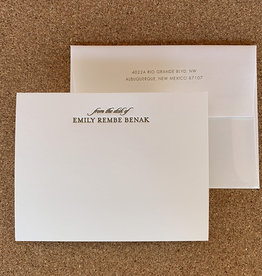 4022A RIO GRANDE BLVD. NW
ALBUQUERQUE, NEW MEXICO 87107
from the desk of
EMILY REMBE BENAK